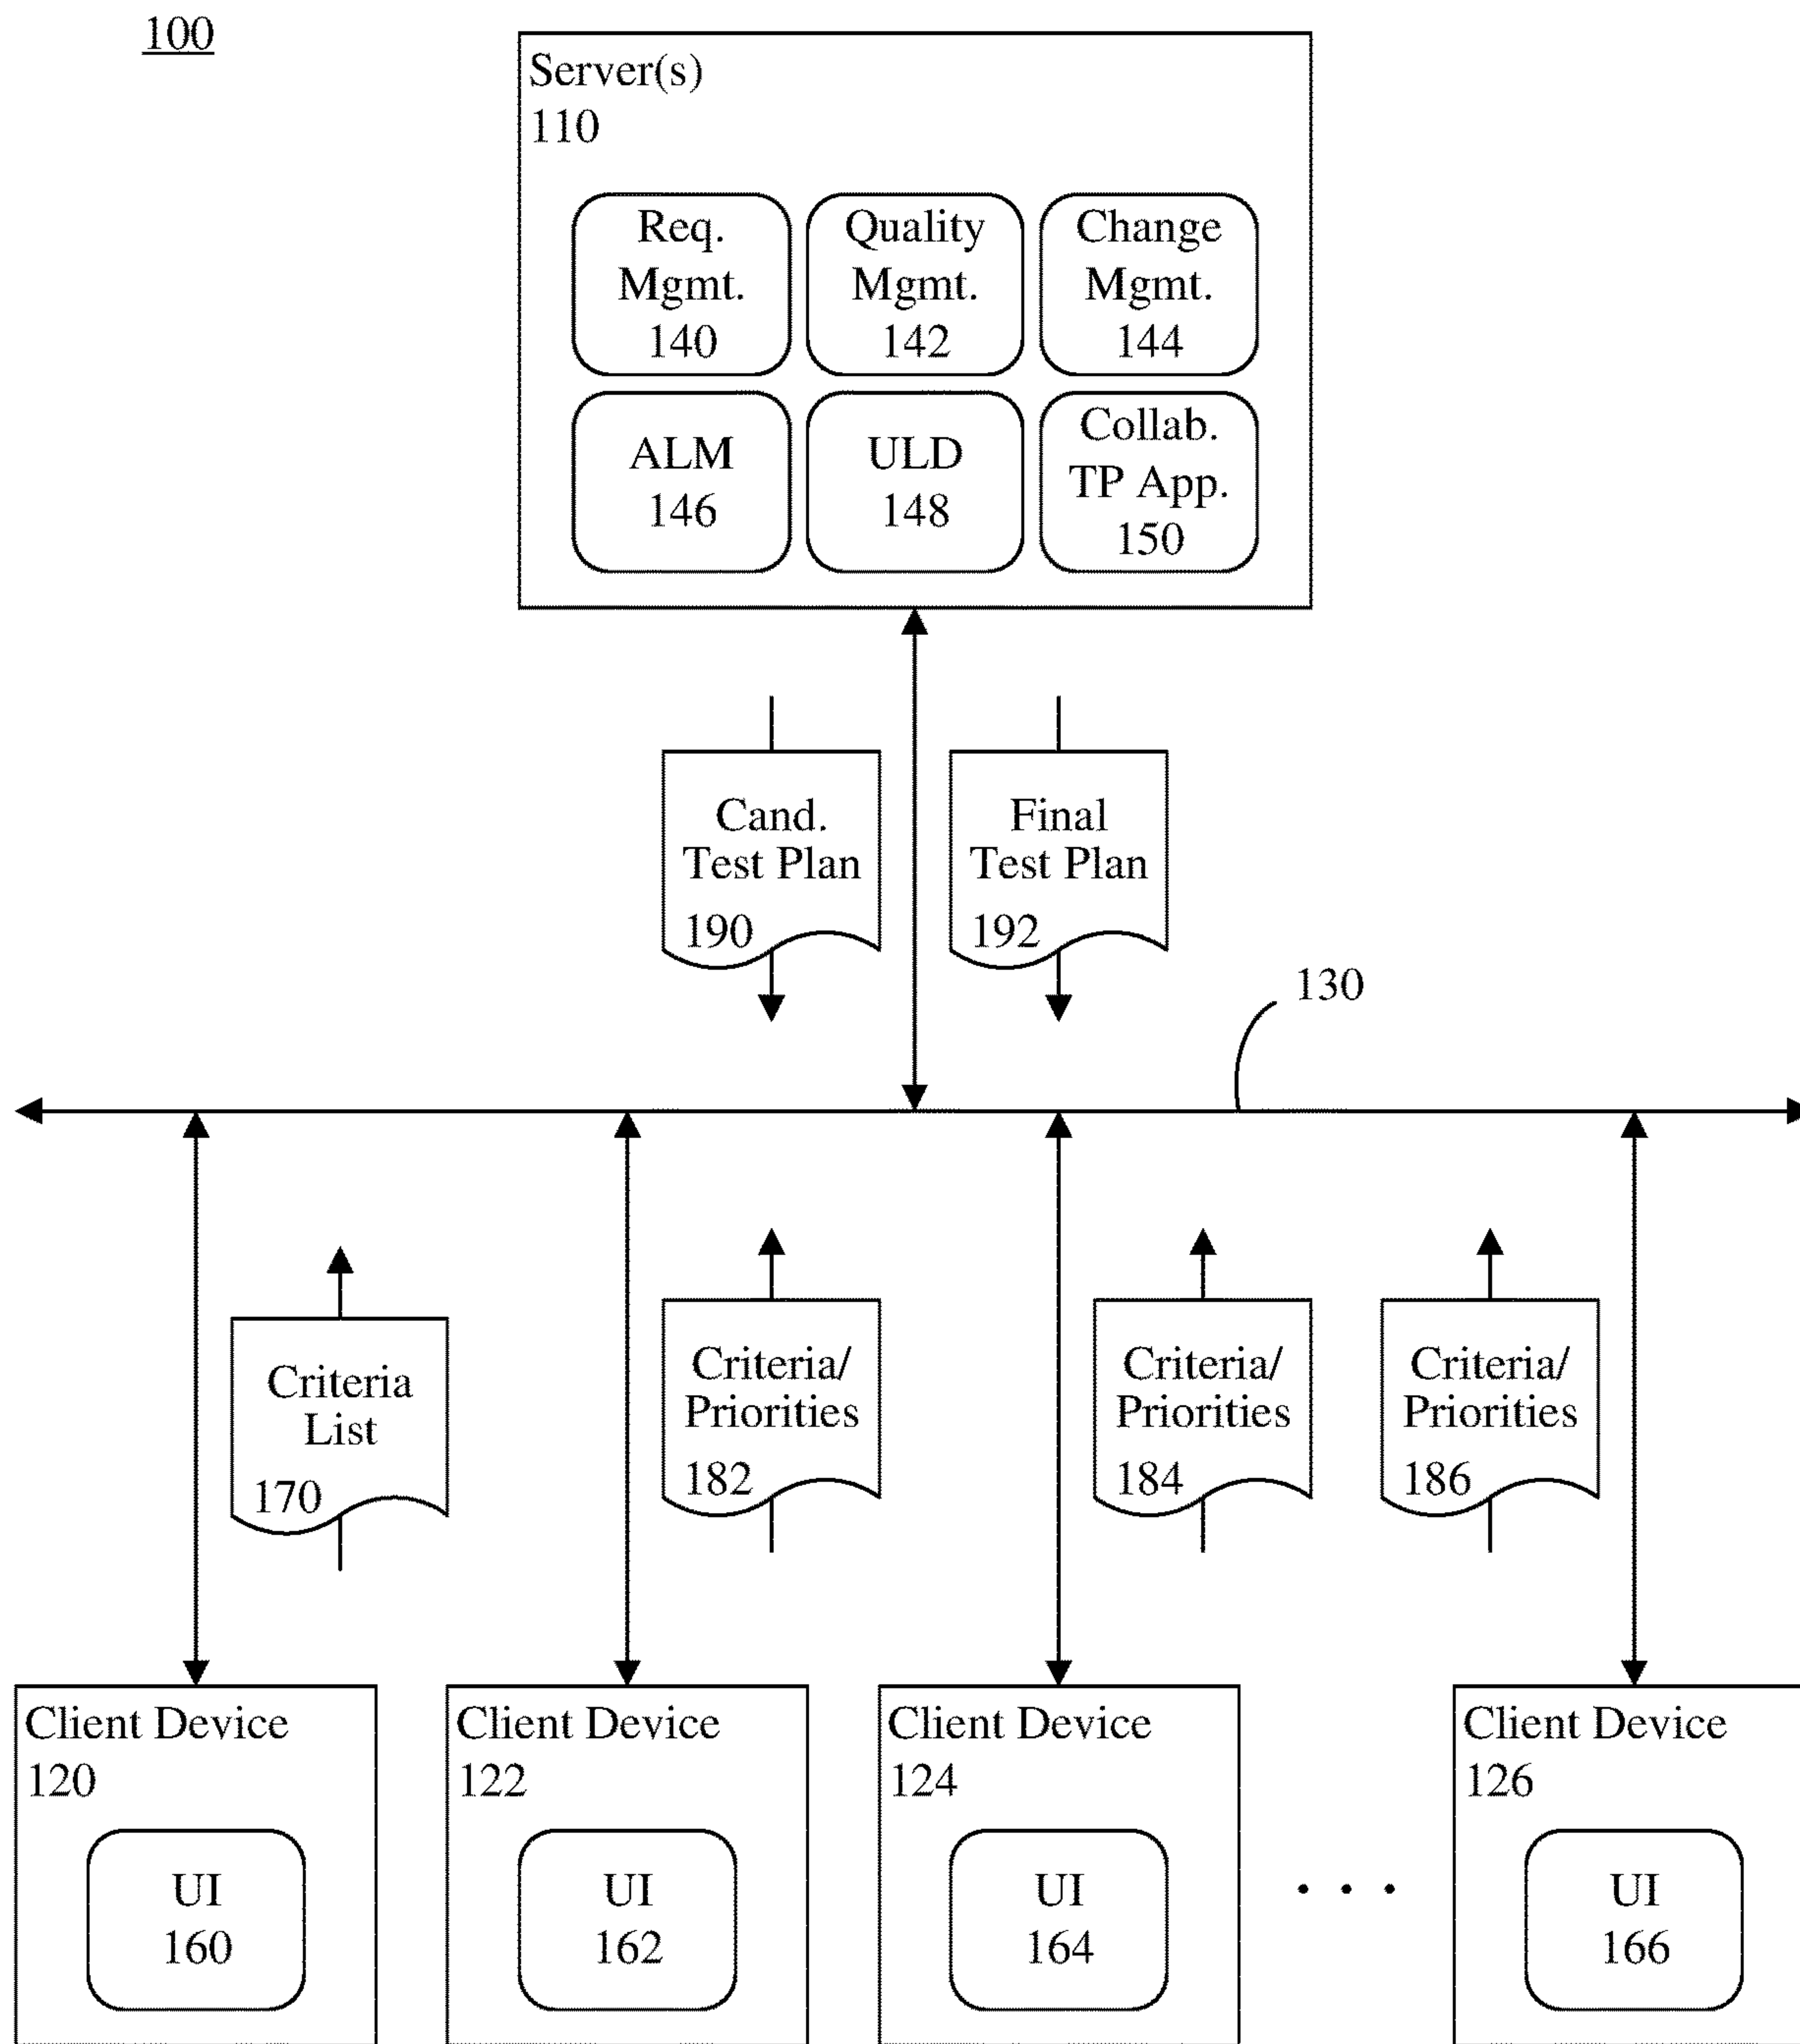 100
Server(s)
110
Req.
Mgmt.
140
Quality
Mgmt.
142
Change
Mgmt.
144
ALM
146
ULD
148
Collab.
TP App.
150
Cand.
Test Plan
190
Final
Test Plan
192
130
Criteria
List
170
Criteria/
Priorities
182
Criteria/
Priorities
184
Criteria/
Priorities
186
Client Device
120
UI
160
Client Device
122
UI
162
Client Device
124
UI
164
. . .
Client Device
126
UI
166